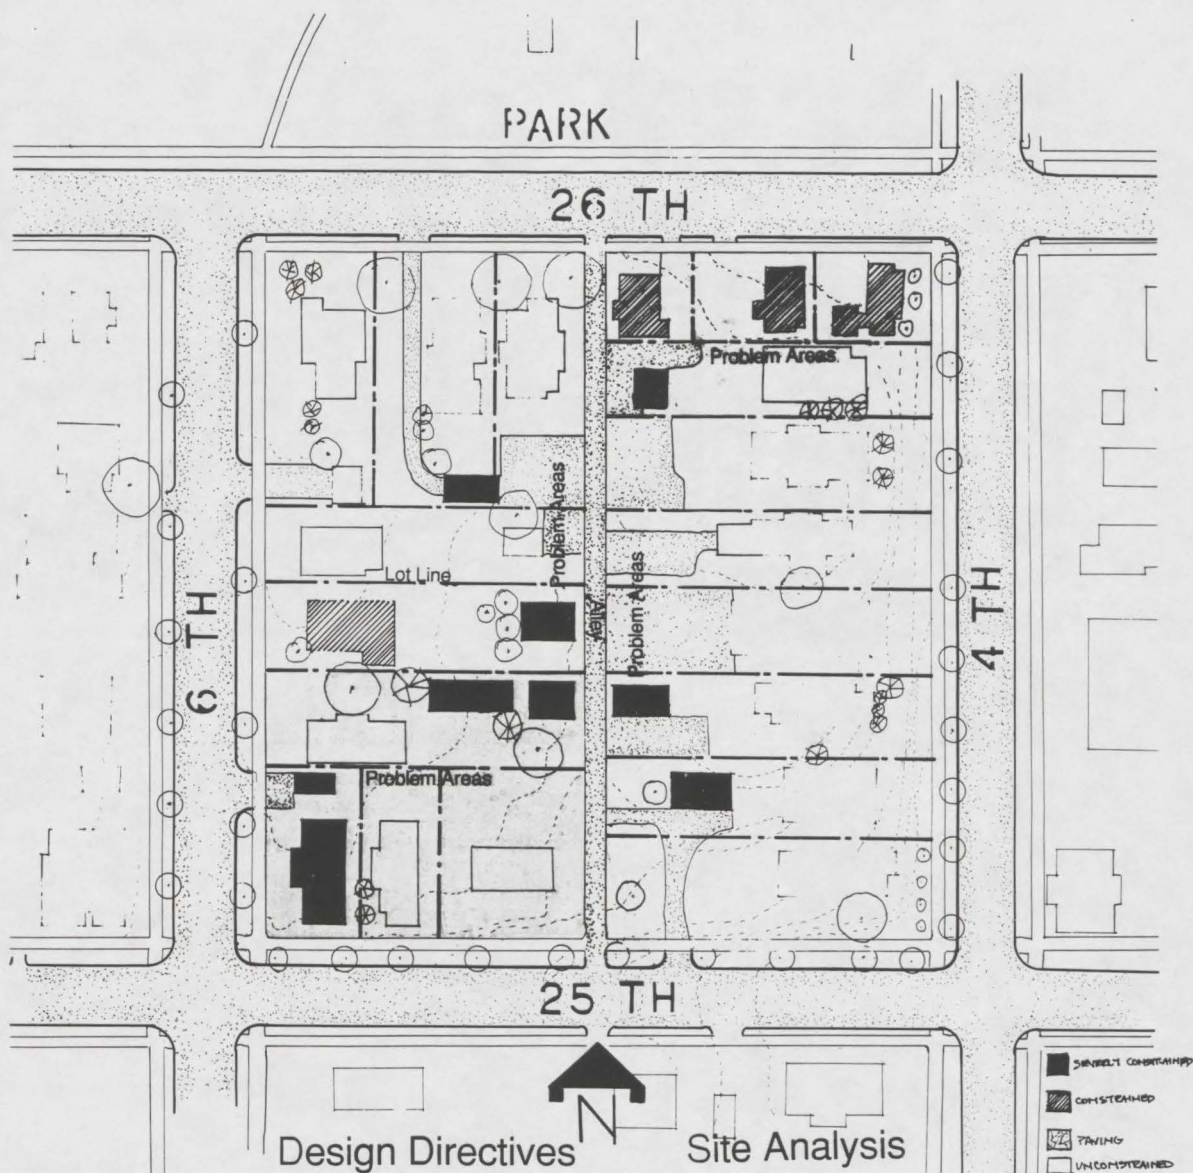 PARK
26 TH
Problem Areas
Problem Areas
Lot Line
Alley
Problem Areas
6 TH
4 TH
Problem Areas
25 TH
N
Design Directives
Site Analysis
SEVERELY CONSTRAINED
CONSTRAINED
PAVING
UNCONSTRAINED